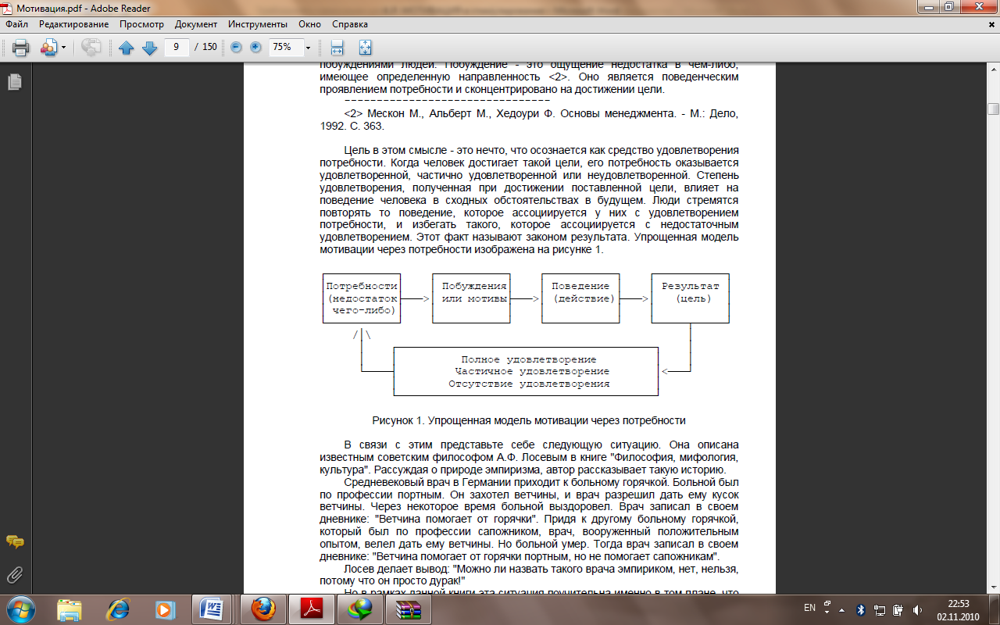 Мотивация.pdf - Adobe Reader
Файл Редактирование Просмотр Документ Инструменты Окно Справка
9 / 150 75%
побуждениями людей. Побуждение - это ощущение недостатка в чем-либо,
имеющее определенную направленность <2>. Оно является поведенческим
проявлением потребности и сконцентрировано на достижении цели.
--------------------------------
<2> Мескон М., Альберт М., Хедоури Ф. Основы менеджмента. - М.: Дело,
1992. С. 363.
Цель в этом смысле - это нечто, что осознается как средство удовлетворения
потребности. Когда человек достигает такой цели, его потребность оказывается
удовлетворенной, частично удовлетворенной или неудовлетворенной. Степень
удовлетворения, полученная при достижении поставленной цели, влияет на
поведение человека в сходных обстоятельствах в будущем. Люди стремятся
повторять то поведение, которое ассоциируется у них с удовлетворением
потребности, и избегать такого, которое ассоциируется с недостаточным
удовлетворением. Этот факт называют законом результата. Упрощенная модель
мотивации через потребности изображена на рисунке 1.
Потребности
(недостаток
чего-либо)
Побуждения
или мотивы
Поведение
(действие)
Результат
(цель)
Полное удовлетворение
Частичное удовлетворение
Отсутствие удовлетворения
Рисунок 1. Упрощенная модель мотивации через потребности
В связи с этим представьте себе следующую ситуацию. Она описана
известным советским философом А.Ф. Лосевым в книге "Философия, мифология,
культура". Рассуждая о природе эмпиризма, автор рассказывает такую историю.
Средневековый врач в Германии приходит к больному горячкой. Больной был
по профессии портным. Он захотел ветчины, и врач разрешил дать ему кусок
ветчины. Через некоторое время больной выздоровел. Врач записал в своем
дневнике: "Ветчина помогает от горячки". Придя к другому больному горячкой,
который был по профессии сапожником, врач, вооруженный положительным
опытом, велел дать ему ветчины. Но больной умер. Тогда врач записал в своем
дневнике: "Ветчина помогает от горячки портным, но не помогает сапожникам".
Лосев делает вывод: "Можно ли назвать такого врача эмпириком, нет, нельзя,
потому что он просто дурак!"
Но в рамках данной книги эта ситуация поучительна именно в том плане, что
EN
22:53
02.11.2010